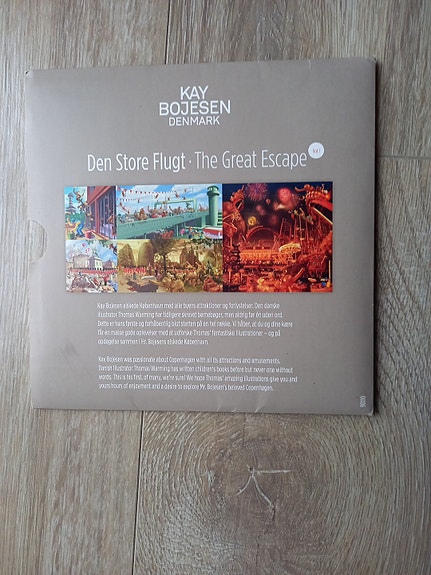 KAY
BOJESEN
DENMARK
Den Store Flugt · The Great Escape
Vol 1
Kay Bojesen elskede København med alle byens attraktioner og forlystelser. Den danske
illustrator Thomas Warming har tidligere skrevet børnebøger, men aldrig før én uden ord.
Dette er hans første og forhåbentlig blot starten på en hel række. Vi håber, at du og dine kære
får en masse gode oplevelser med at udforske Thomas' fantastiske illustrationer – og på
opdagelse sammen i Hr. Bojesens elskede København.
Kay Bojesen was passionate about Copenhagen with all its attractions and amusements.
Danish illustrator Thomas Warming has written children's books before but never one without
words. This is his first, of many, we're sure! We hope Thomas' amazing illustrations give you and
yours hours of enjoyment and a desire to explore Mr. Bojesen's beloved Copenhagen.